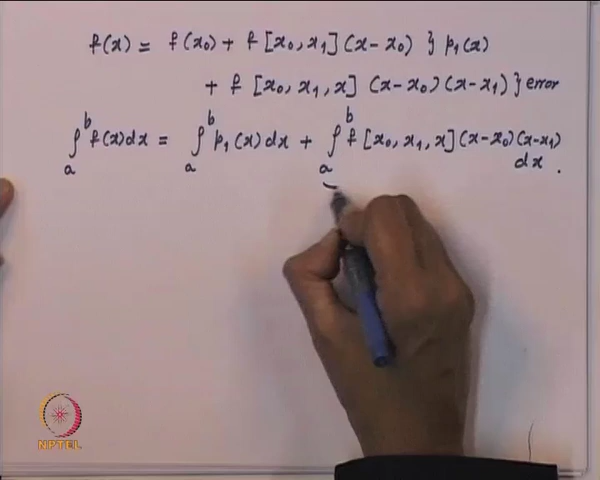 f(x) = f(x₀) + f[x₀, x₁](x-x₀) } p₁(x)
+ f [x₀, x₁, x] (x-x₀)(x-x₁) } error
∫ₐᵇ f(x)dx = ∫ₐᵇ p₁(x)dx + ∫ₐᵇ f[x₀, x₁, x](x-x₀)(x-x₁)
dx.
NPTEL